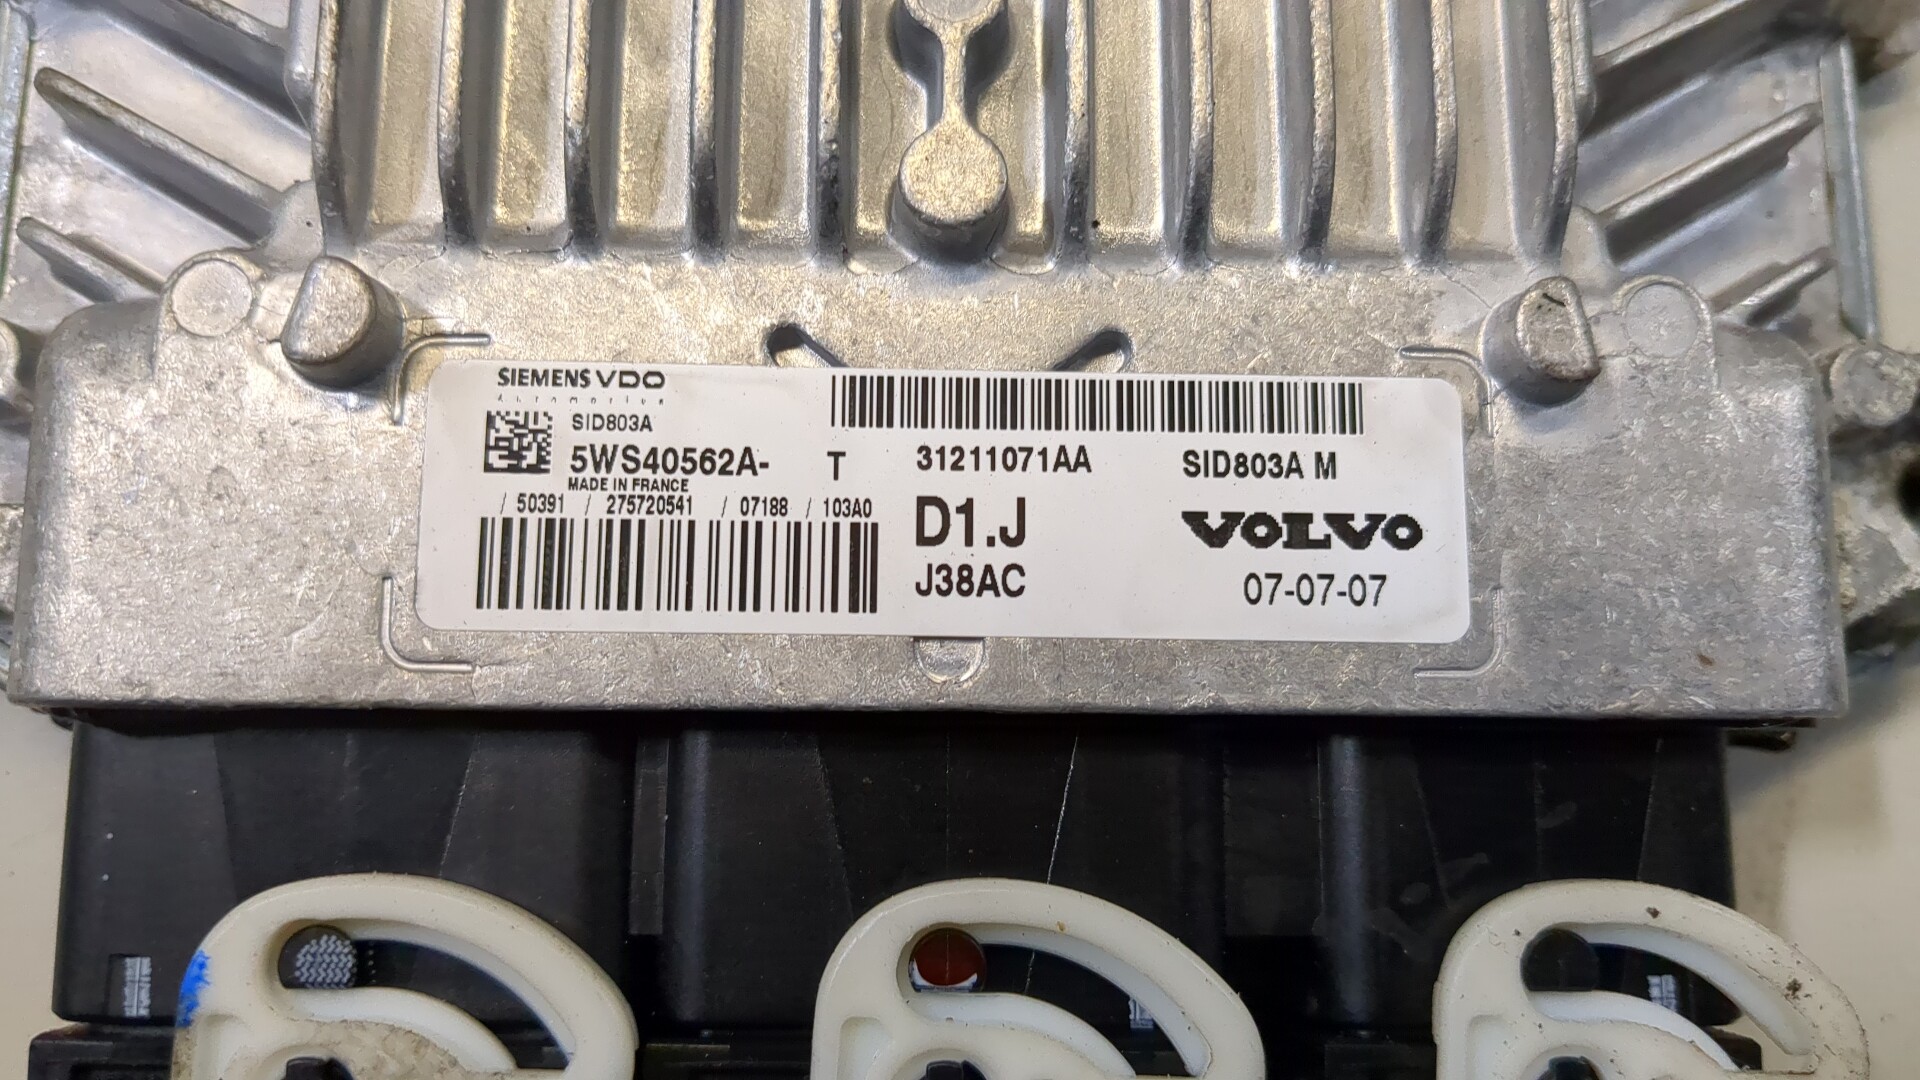 SIEMENS VDO
Automotive
SID803A
5WS40562A- T
MADE IN FRANCE
/ 50391 / 275720541 / 07188 / 103A0
31211071AA SID803A M
D1.J VOLVO
J38AC 07-07-07